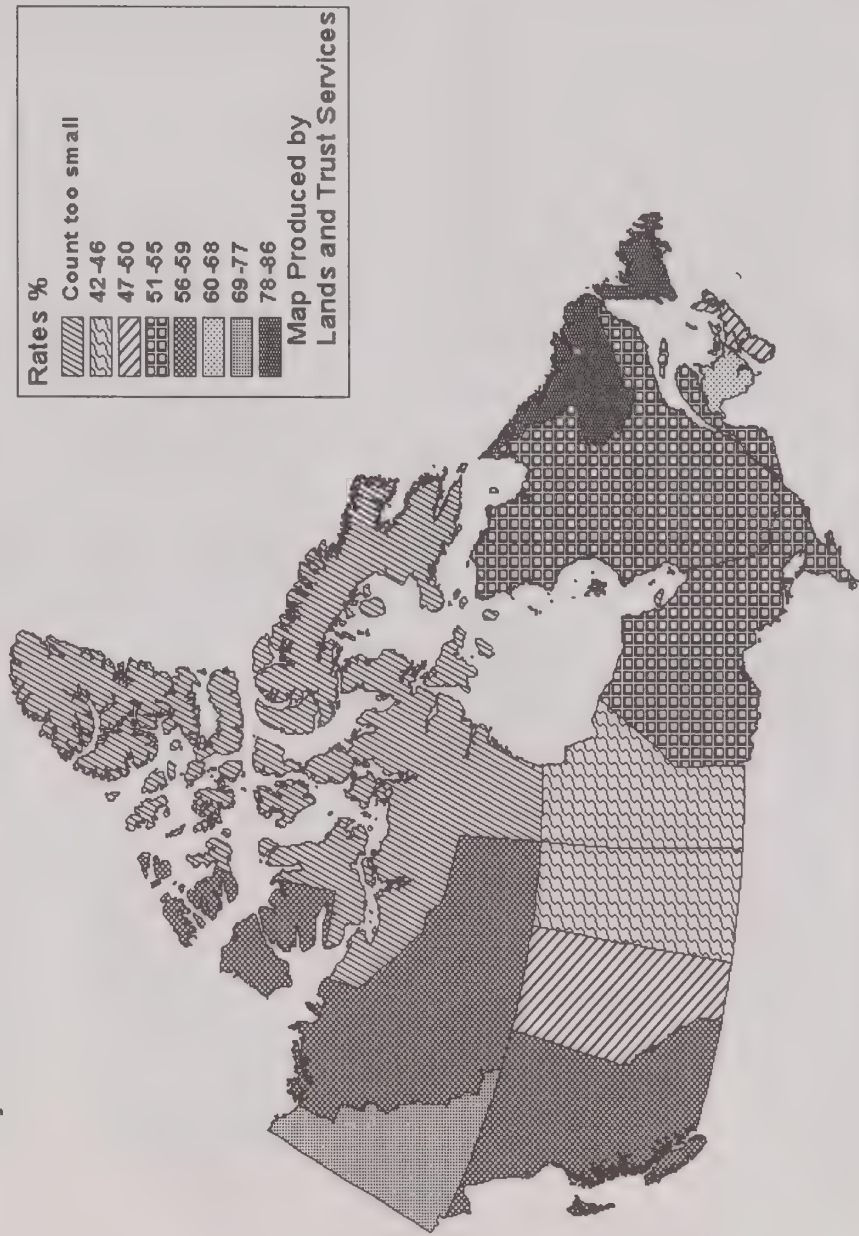 Rates %
Count too small
42-46
47-50
51-55
56-59
60-68
69-77
78-86
Map Produced by
Lands and Trust Services